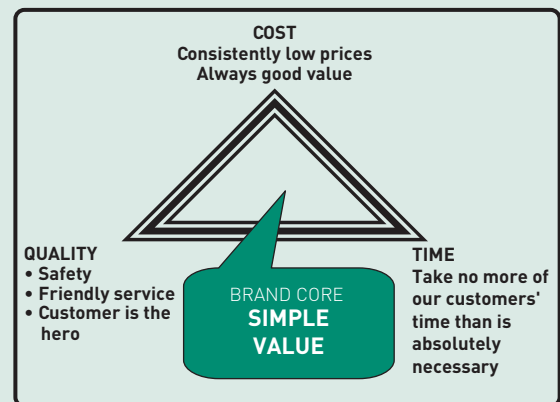 COST
Consistently low prices
Always good value
QUALITY
• Safety
• Friendly service
• Customer is the
hero
BRAND CORE
SIMPLE
VALUE
TIME
Take no more of
our customers'
time than is
absolutely
necessary